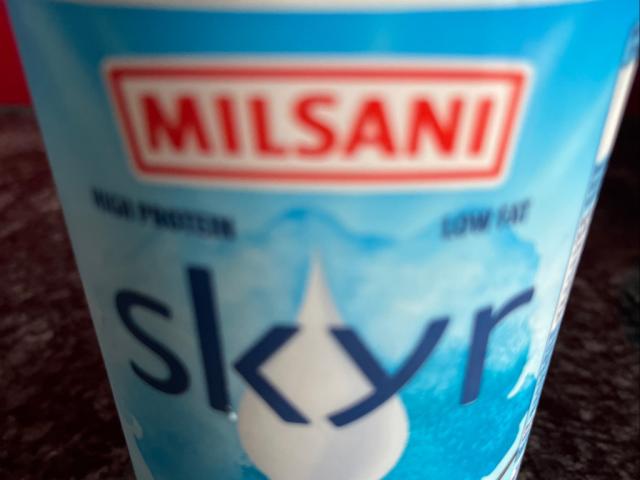 MILSANI
HIGH PROTEIN
LOW FAT
skyr